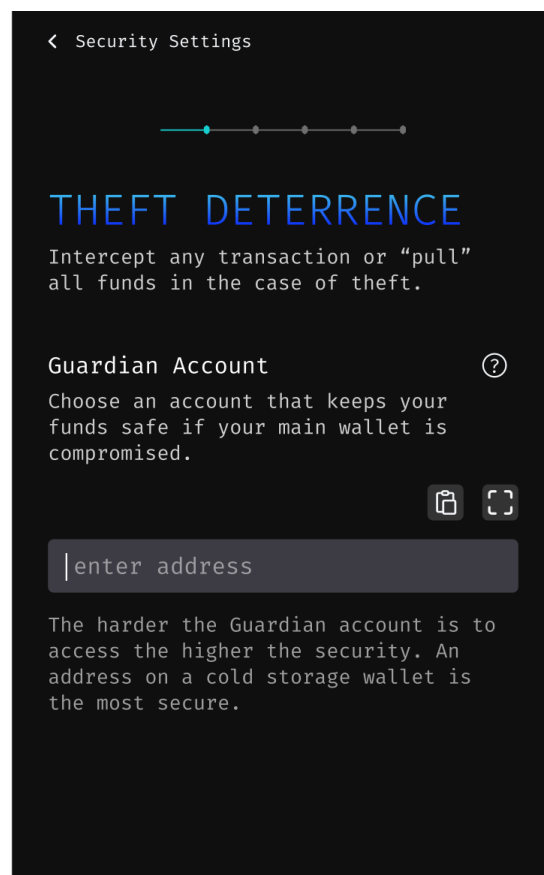 Security Settings
THEFT DETERRENCE
Intercept any transaction or “pull”
all funds in the case of theft.
Guardian Account
?
Choose an account that keeps your
funds safe if your main wallet is
compromised.
enter address
The harder the Guardian account is to
access the higher the security. An
address on a cold storage wallet is
the most secure.